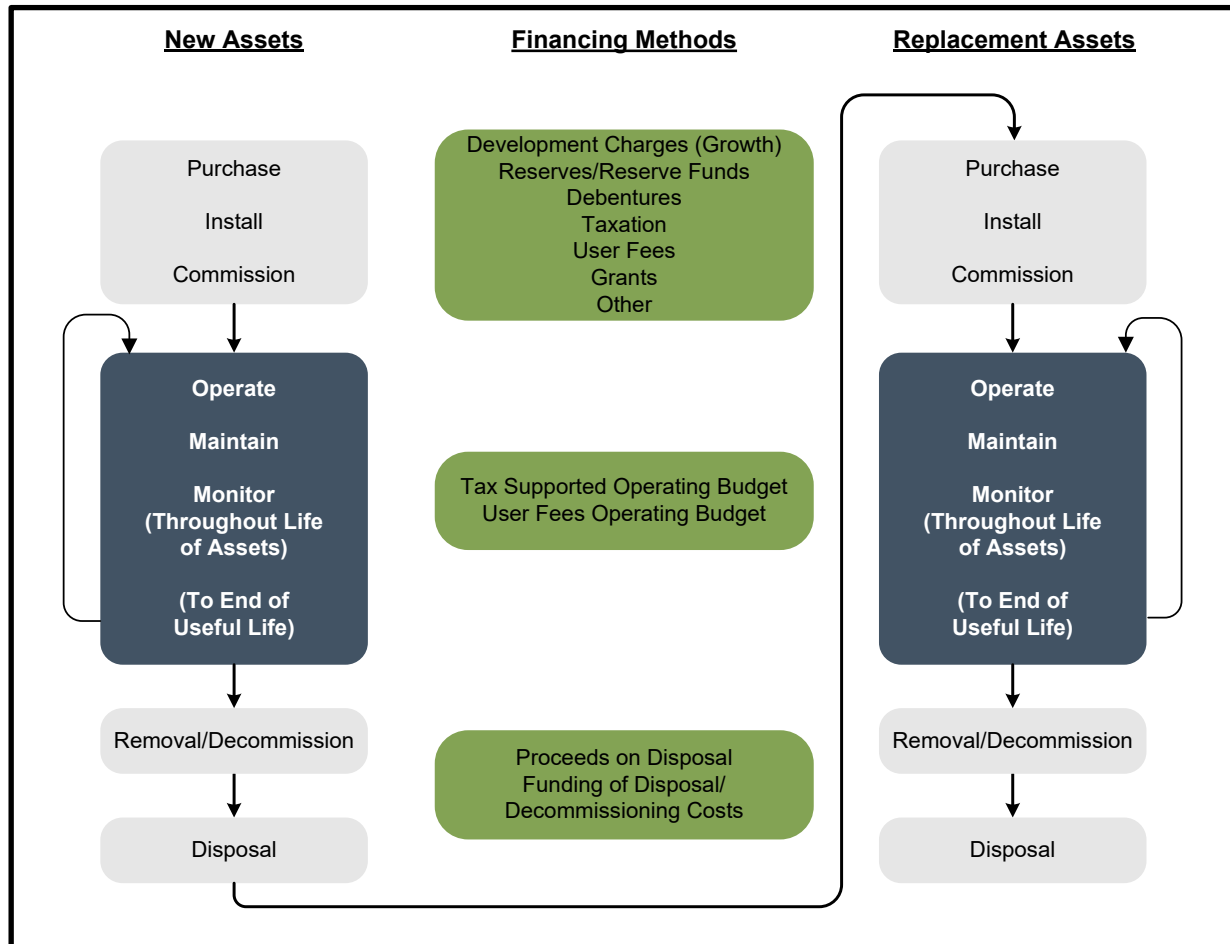 New Assets
Purchase
Install
Commission
Operate
Maintain
Monitor
(Throughout Life
of Assets)
(To End of
Useful Life)
Removal/Decommission
Disposal
Financing Methods
Development Charges (Growth)
Reserves/Reserve Funds
Debentures
Taxation
User Fees
Grants
Other
Tax Supported Operating Budget
User Fees Operating Budget
Proceeds on Disposal
Funding of Disposal/
Decommissioning Costs
Replacement Assets
Purchase
Install
Commission
Operate
Maintain
Monitor
(Throughout Life
of Assets)
(To End of
Useful Life)
Removal/Decommission
Disposal